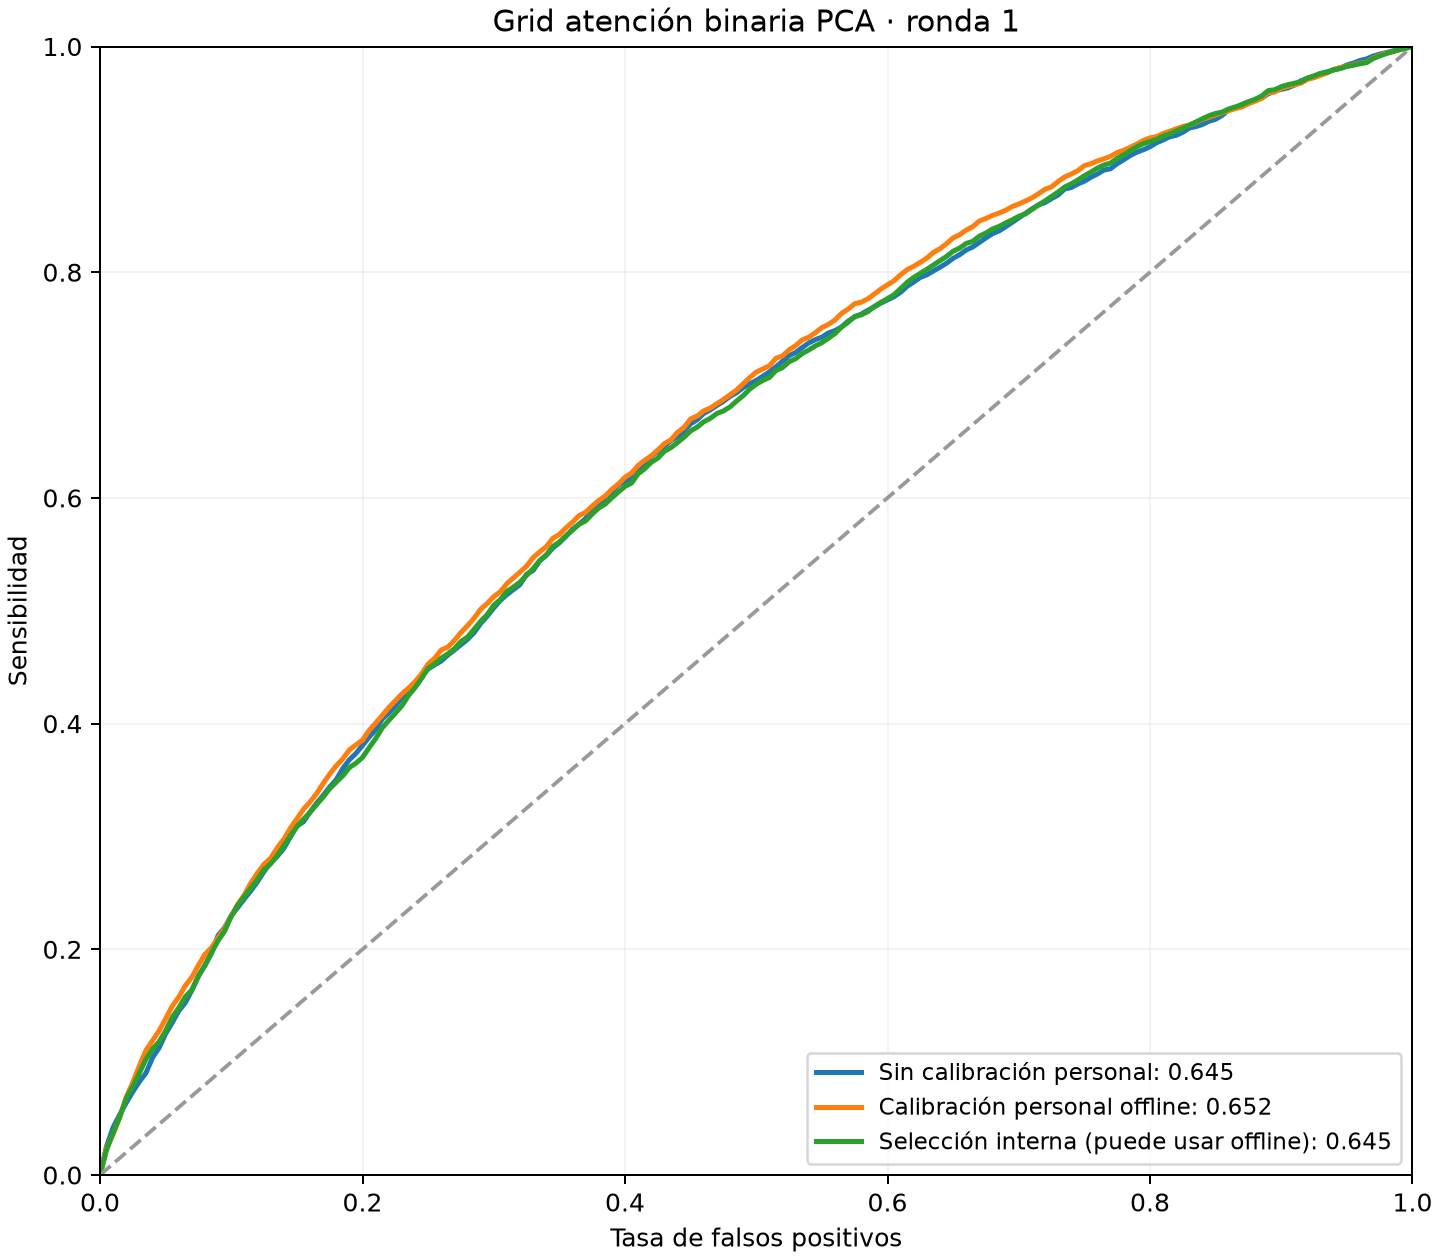 Grid atención binaria PCA · ronda 1
1.0
0.8
0.6
0.4
0.2
0.0
Sensibilidad
Sin calibración personal: 0.645
Calibración personal offline: 0.652
Selección interna (puede usar offline): 0.645
0.0 0.2 0.4 0.6 0.8 1.0
Tasa de falsos positivos